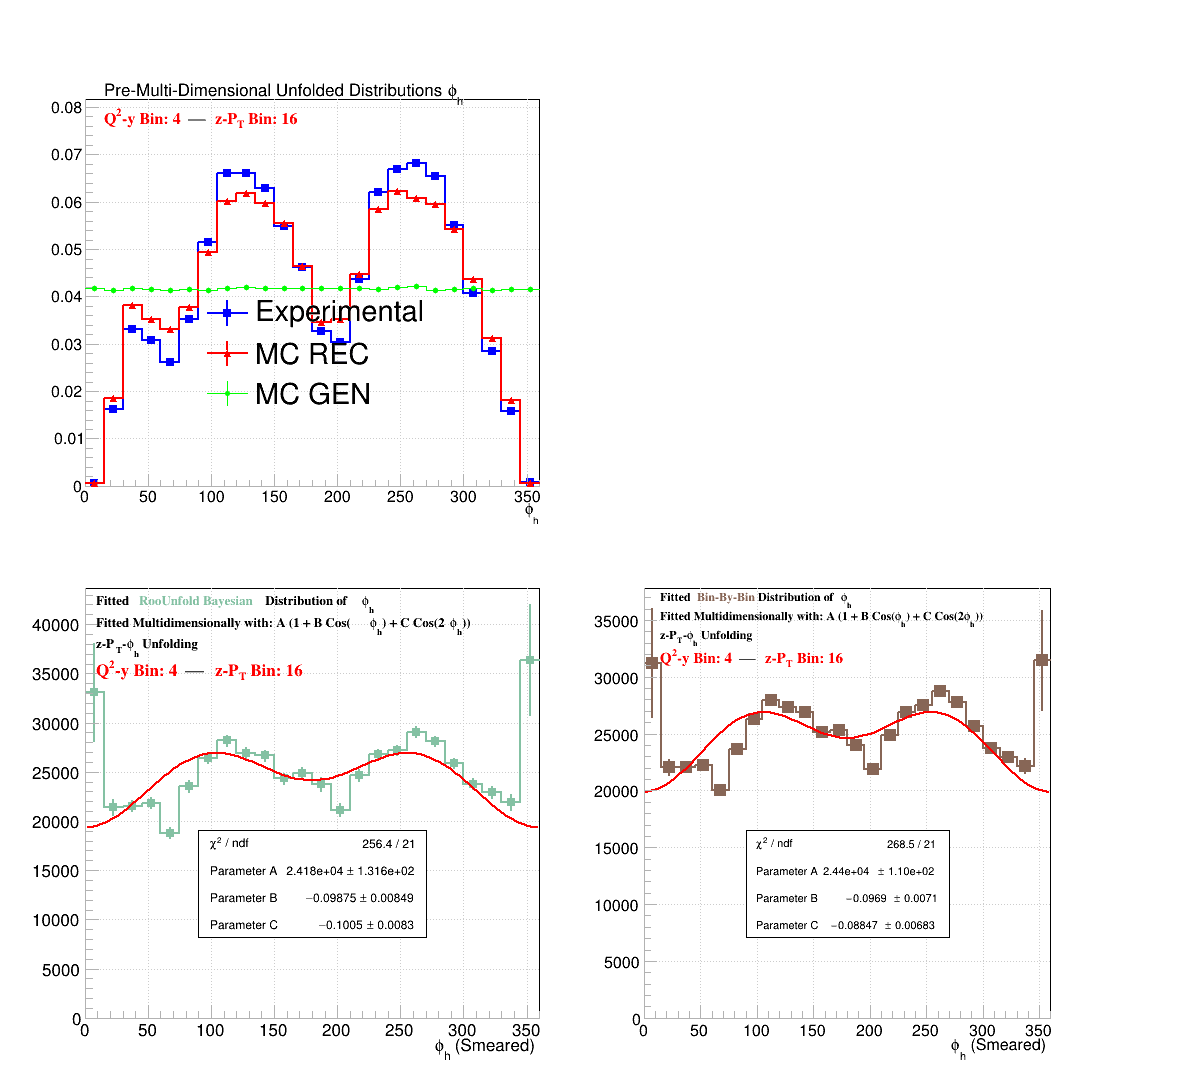 Pre-Multi-Dimensional Unfolded Distributions ϕh
Q2-y Bin: 4 — z-PT Bin: 16
0.08
0.07
0.06
0.05
0.04
0.03
0.02
0.01
0
Experimental
MC REC
MC GEN
0 50 100 150 200 250 300 350
ϕh
Fitted RooUnfold Bayesian Distribution of ϕh
Fitted Multidimensionally with: A (1 + B Cos( ϕh) + C Cos(2 ϕh))
z-PT-ϕh Unfolding
Q2-y Bin: 4 — z-PT Bin: 16
40000
35000
30000
25000
20000
15000
10000
5000
0
χ2 / ndf 256.4 / 21
Parameter A 2.418e+04 ± 1.316e+02
Parameter B −0.09875 ± 0.00849
Parameter C −0.1005 ± 0.0083
0 50 100 150 200 250 300 350
ϕh (Smeared)
Fitted Bin-By-Bin Distribution of ϕh
Fitted Multidimensionally with: A (1 + B Cos(ϕh) + C Cos(2ϕh))
z-PT-ϕh Unfolding
Q2-y Bin: 4 — z-PT Bin: 16
35000
30000
25000
20000
15000
10000
5000
0
χ2 / ndf 268.5 / 21
Parameter A 2.44e+04 ± 1.10e+02
Parameter B −0.0969 ± 0.0071
Parameter C −0.08847 ± 0.00683
0 50 100 150 200 250 300 350
ϕh (Smeared)